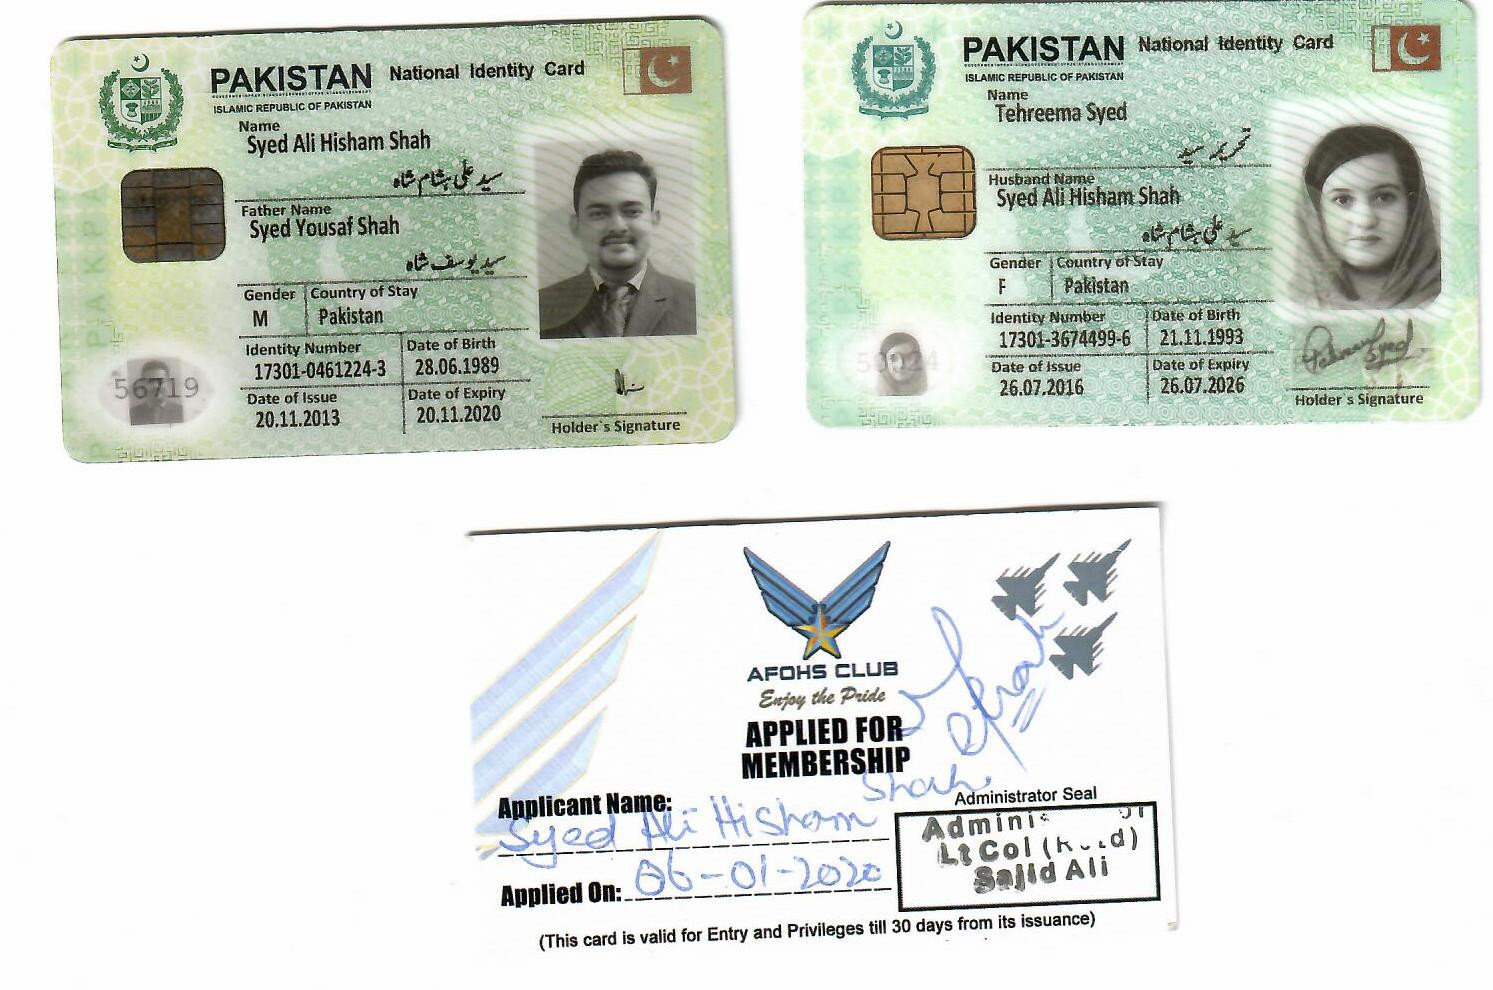 PAKISTAN National Identity Card
ISLAMIC REPUBLIC OF PAKISTAN
Name
Syed Ali Hisham Shah
سید علی ہشام شاہ
Father Name
Syed Yousaf Shah
سید یوسف شاہ
Gender Country of Stay
M Pakistan
Identity Number Date of Birth
17301-0461224-3 28.06.1989
Date of Issue Date of Expiry
20.11.2013 20.11.2020
56719
Holder`s Signature
PAKISTAN National Identity Card
ISLAMIC REPUBLIC OF PAKISTAN
Name
Tehreema Syed
تحریمہ سید
Husband Name
Syed Ali Hisham Shah
سید علی ہشام شاہ
Gender Country of Stay
F Pakistan
Identity Number Date of Birth
17301-3674499-6 21.11.1993
Date of Issue Date of Expiry
26.07.2016 26.07.2026
Holder`s Signature
AFOHS CLUB
Enjoy the Pride
APPLIED FOR
MEMBERSHIP
Applicant Name:
Syed Ali Hisham Shah
Applied On: 06-01-2020
Administrator Seal
Lt Col
Sajid Ali
(This card is valid for Entry and Privileges till 30 days from its issuance)